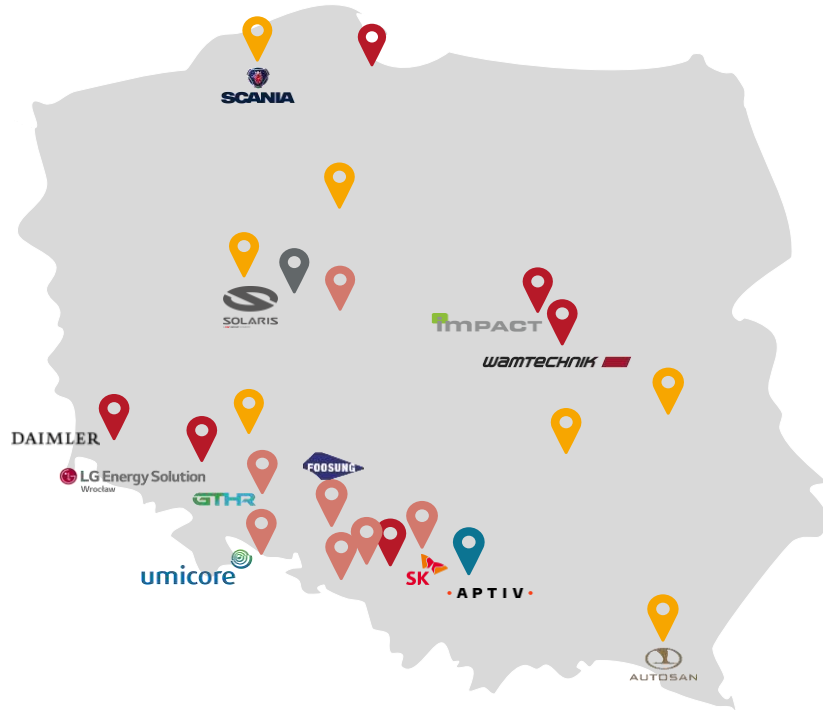 SCANIA
SOLARIS
impact
WAMTECHNIK
DAIMLER
LG Energy Solution
Wrocław
FOOSUNG
GTHR
umicore
SK
APTIV
AUTOSAN